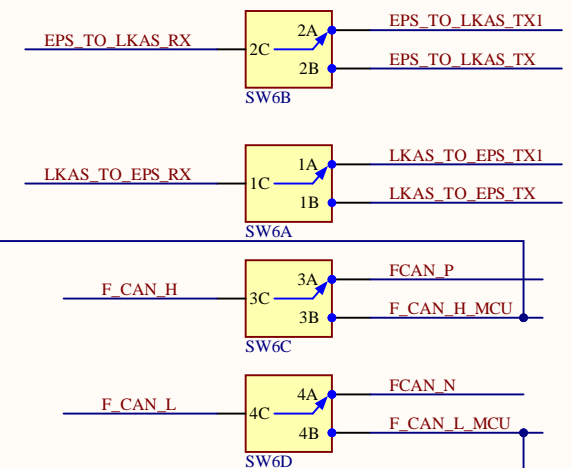 EPS_TO_LKAS_RX
2C
2A
2B
EPS_TO_LKAS_TX1
EPS_TO_LKAS_TX
SW6B
LKAS_TO_EPS_RX
1C
1A
1B
LKAS_TO_EPS_TX1
LKAS_TO_EPS_TX
SW6A
F_CAN_H
3C
3A
3B
FCAN_P
F_CAN_H_MCU
SW6C
F_CAN_L
4C
4A
4B
FCAN_N
F_CAN_L_MCU
SW6D